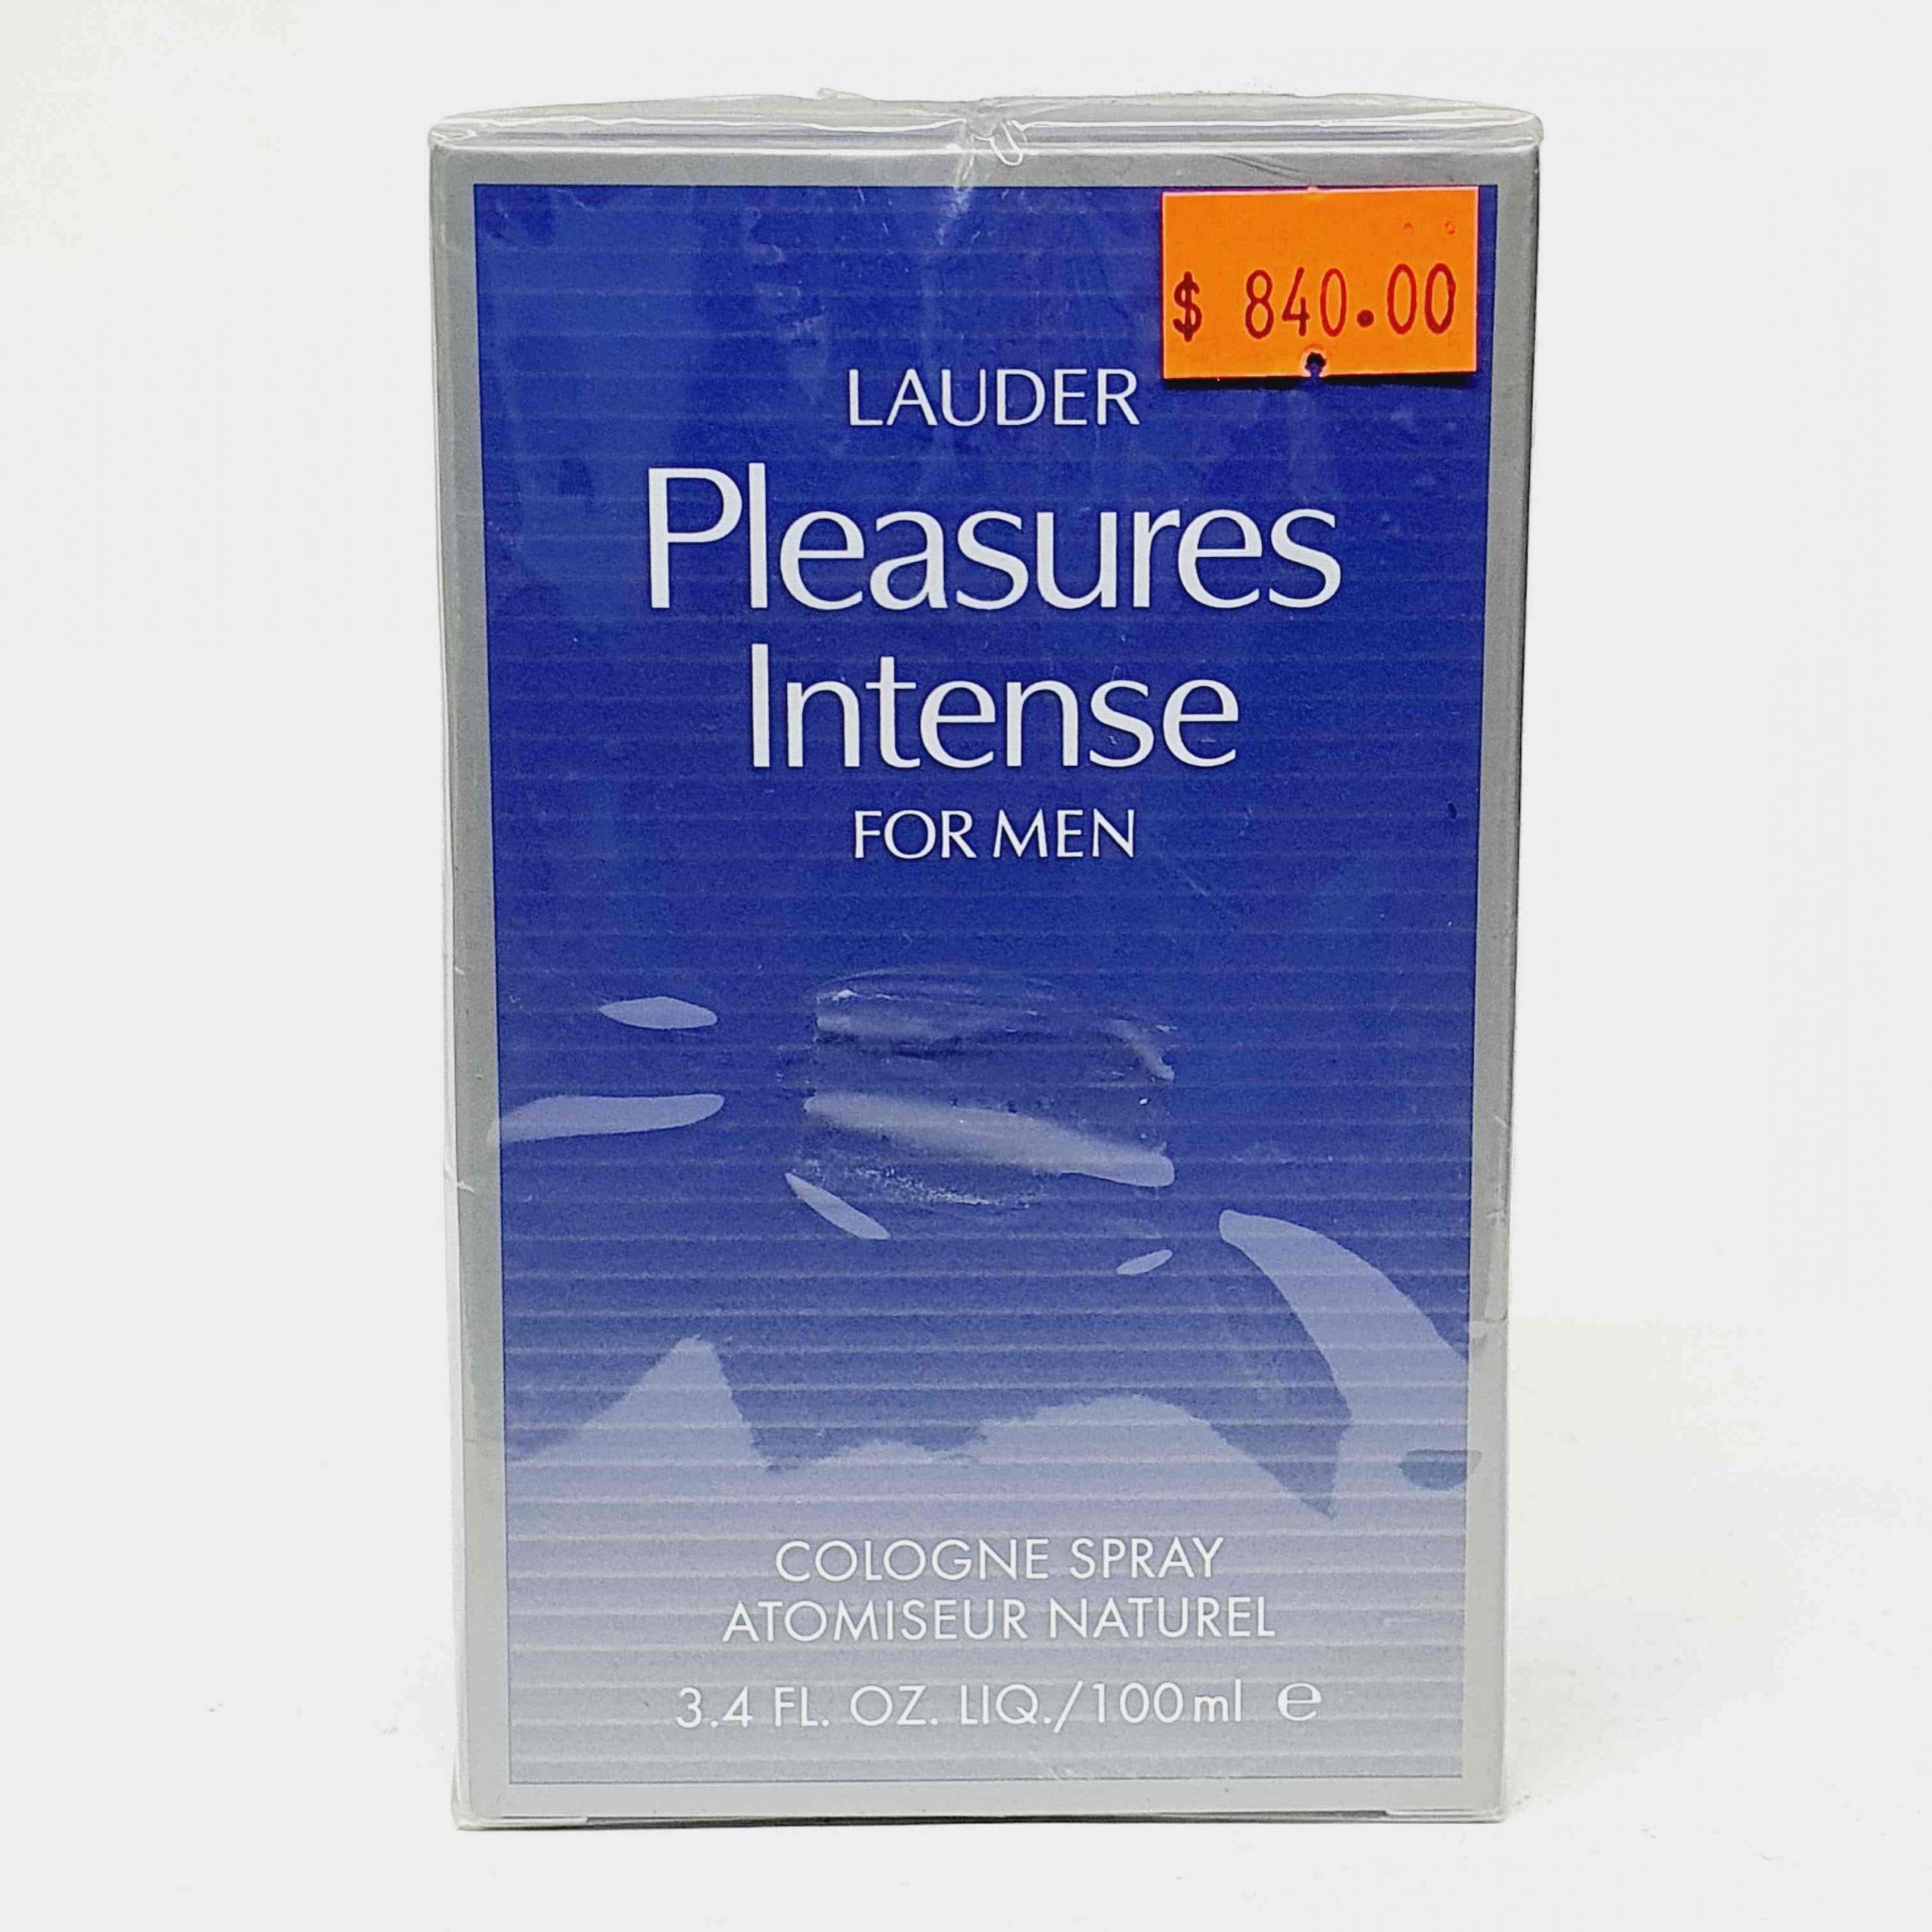 $ 840.00
LAUDER
Pleasures
Intense
FOR MEN
COLOGNE SPRAY
ATOMISEUR NATUREL
3.4 FL. OZ. LIQ./100ml ℮